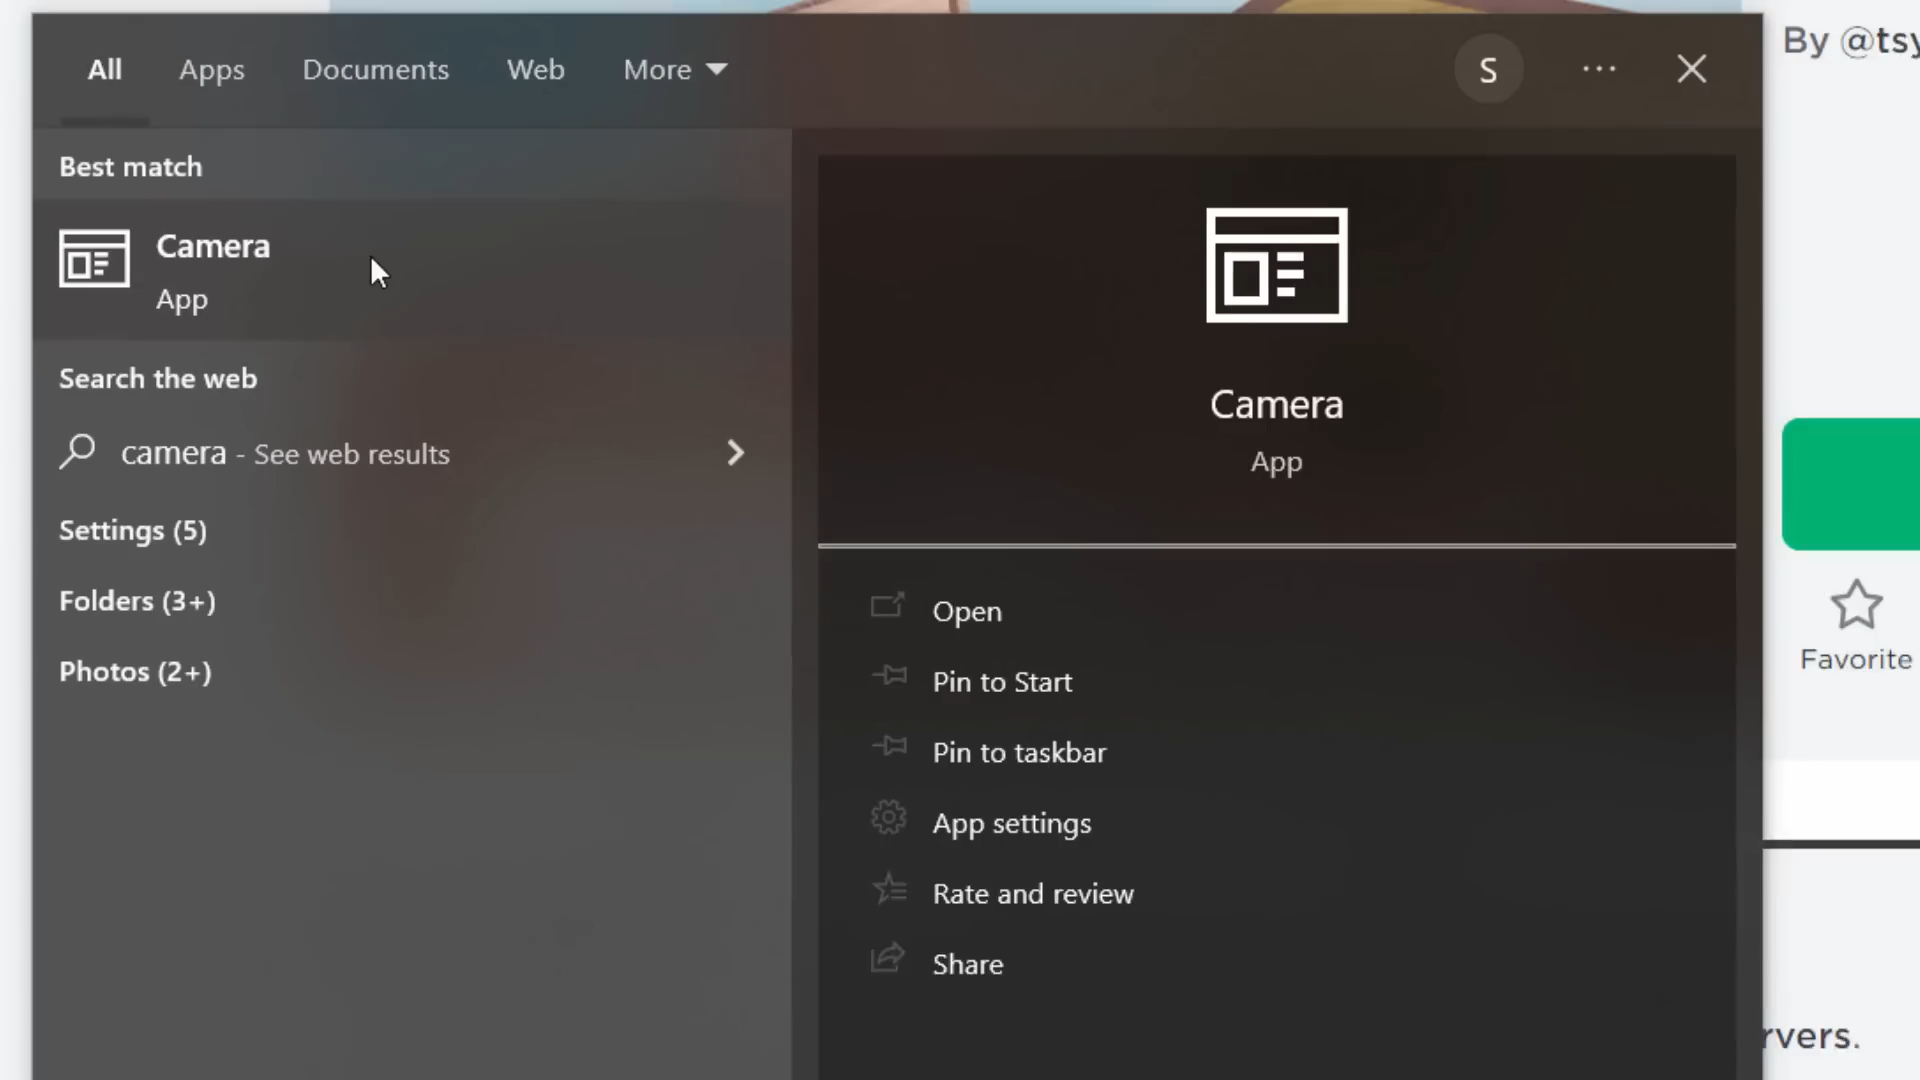 All Apps Documents Web More S ... By @tsy
Best match
Camera
App
Search the web
camera - See web results
Settings (5)
Folders (3+)
Photos (2+)
Camera
App
Open
Pin to Start
Pin to taskbar
App settings
Rate and review
Share
Favorite
rvers.